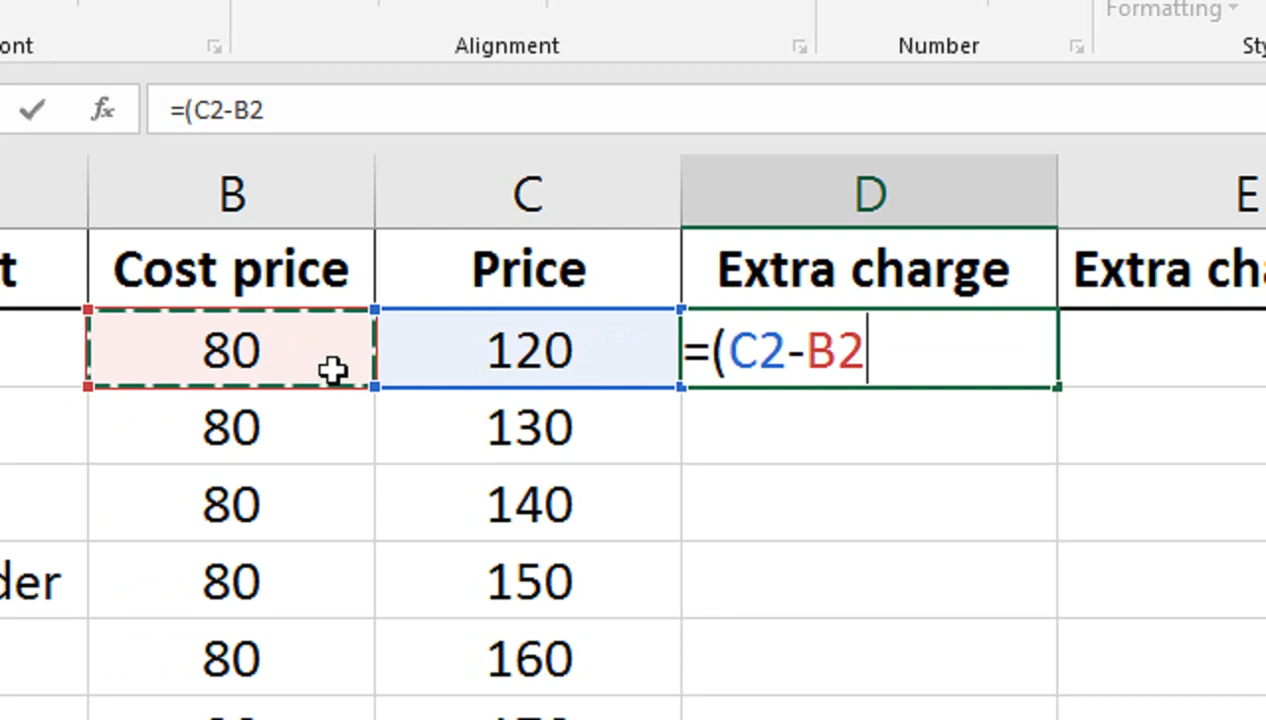 Formatting
ont Alignment Number Sty
fx =(C2-B2
B C D E
t Cost price Price Extra charge Extra cha
80 120 =(C2-B2
80 130
80 140
der 80 150
80 160